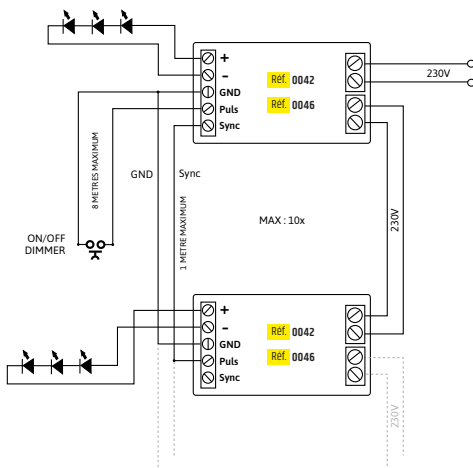 +
-
GND
Puls
Sync
Réf. 0042
Réf. 0046
230V
8 METRES MAXIMUM
GND
Sync
1 METRE MAXIMUM
ON/OFF
DIMMER
MAX : 10x
230V
+
-
GND
Puls
Sync
Réf. 0042
Réf. 0046
230V